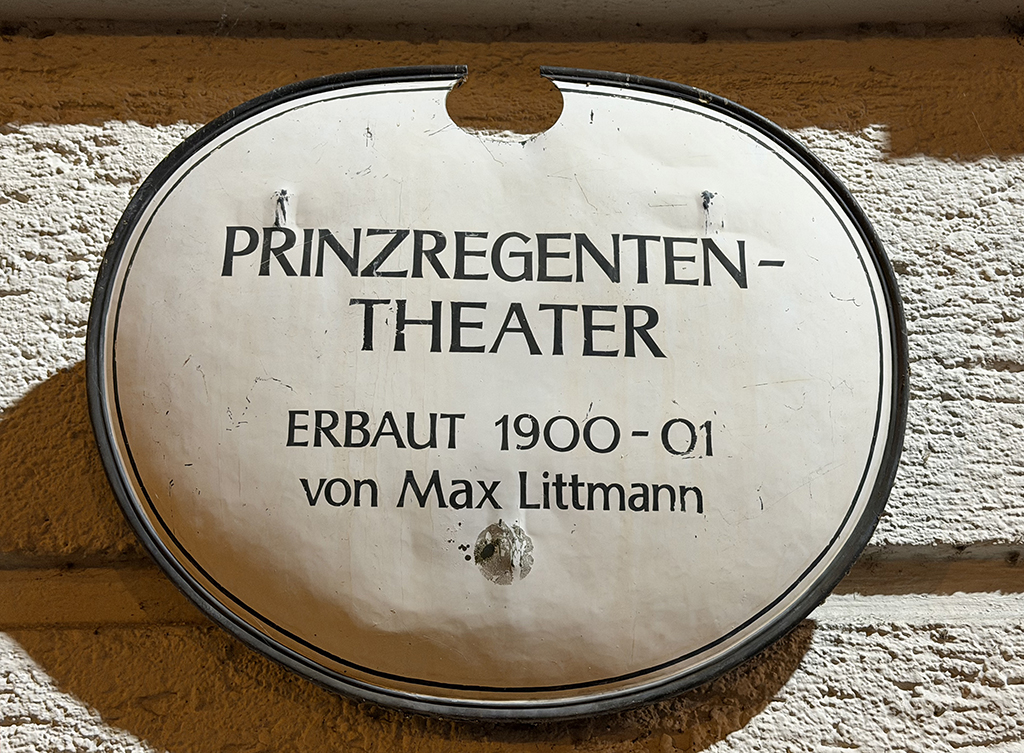 PRINZREGENTEN-
THEATER
ERBAUT 1900-01
von Max Littmann